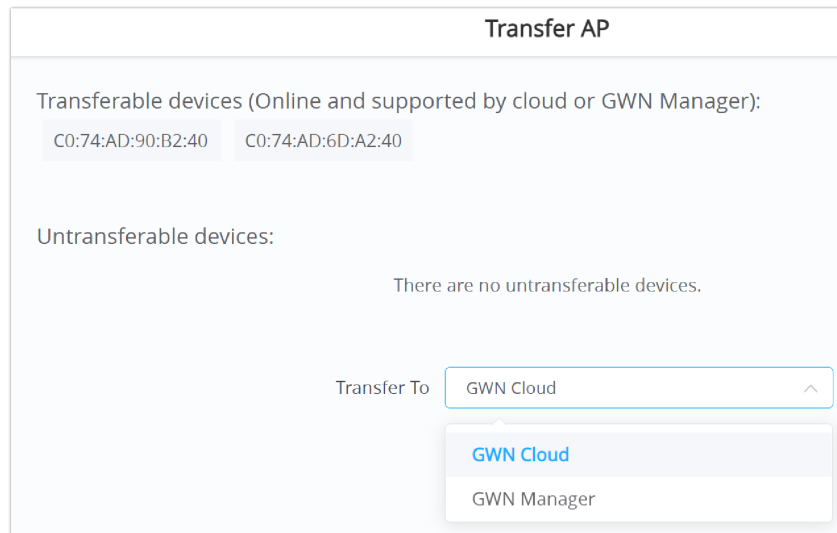 Transfer AP
Transferable devices (Online and supported by cloud or GWN Manager):
C0:74:AD:90:B2:40 C0:74:AD:6D:A2:40
Untransferable devices:
There are no untransferable devices.
Transfer To GWN Cloud
GWN Cloud
GWN Manager